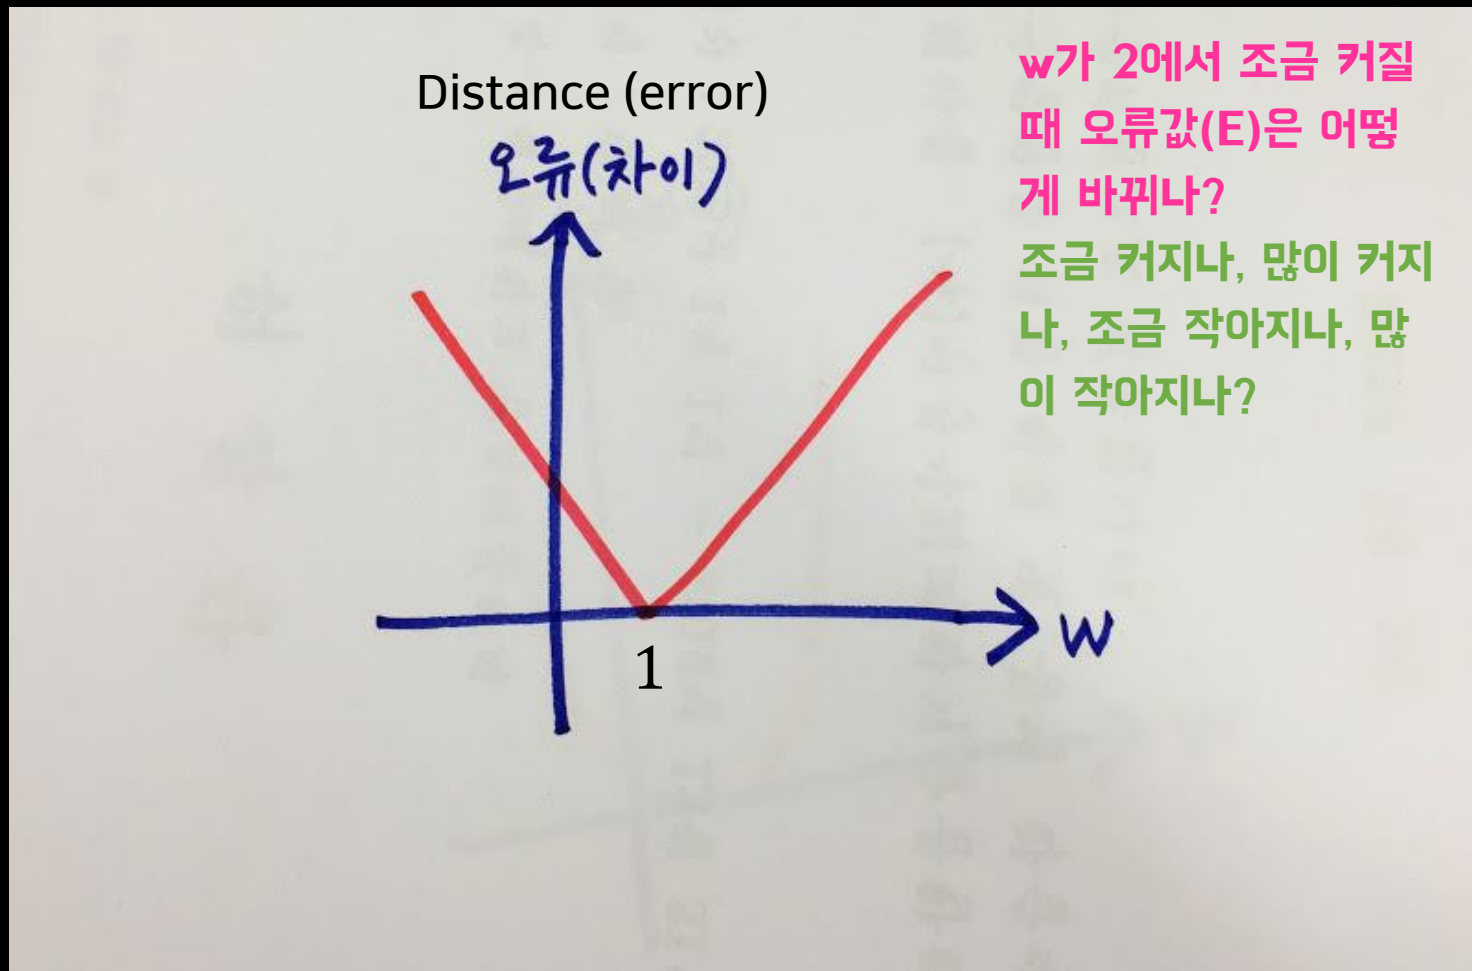 Distance (error)
오류(차이)
w가 2에서 조금 커질
때 오류값(E)은 어떻
게 바뀌나?
조금 커지나, 많이 커지
나, 조금 작아지나, 많
이 작아지나?
W
1